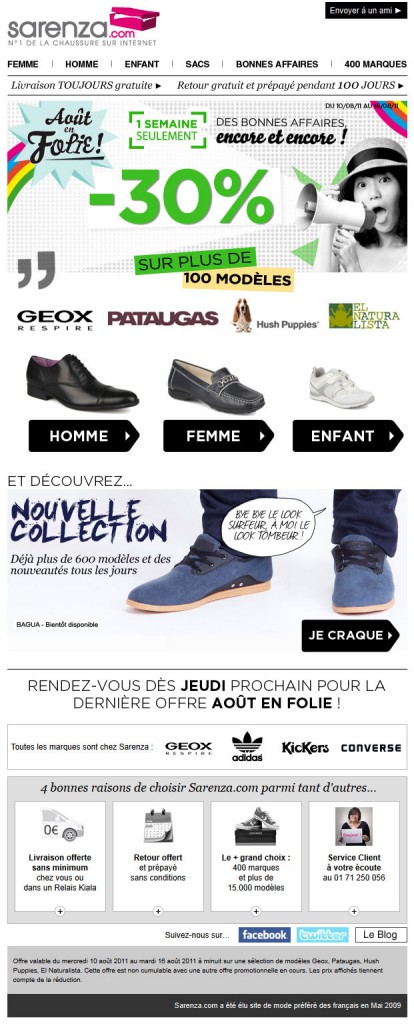 Envoyer à un ami ►
sarenza.com
N°1 DE LA CHAUSSURE SUR INTERNET
FEMME | HOMME | ENFANT | SACS | BONNES AFFAIRES | 400 MARQUES
Livraison TOUJOURS gratuite ► Retour gratuit et prépayé pendant 100 JOURS ►
DU 10/08/11 AU 16/08/11
Août
en
Folie!
1 SEMAINE
SEULEMENT
DES BONNES AFFAIRES,
encore et encore !
-30%
SUR PLUS DE
100 MODÈLES
GEOX
RESPIRE
PATAUGAS
Hush Puppies
EL
NATURA
LISTA
HOMME
FEMME
ENFANT
ET DÉCOUVREZ...
NOUVELLE
COLLECTION
Déjà plus de 600 modèles et des
nouveautés tous les jours
BYE BYE LE LOOK
SURFEUR, À MOI LE
LOOK TOMBEUR !
BAGUA - Bientôt disponible
JE CRAQUE
RENDEZ-VOUS DÈS JEUDI PROCHAIN POUR LA
DERNIÈRE OFFRE AOÛT EN FOLIE !
Toutes les marques sont chez Sarenza :
GEOX
RESPIRE
adidas
KicKers
CONVERSE
4 bonnes raisons de choisir Sarenza.com parmi tant d'autres...
0€
Livraison offerte
sans minimum
chez vous ou
dans un Relais Kiala
Retour offert
et prépayé
sans conditions
Le + grand choix :
400 marques
et plus de
15.000 modèles
Service Client
à votre écoute
au 01 71 250 056
Suivez-nous sur...
facebook.
twitter
Le Blog
Offre valable du mercredi 10 août 2011 au mardi 16 août 2011 à minuit sur une sélection de modèles Geox, Pataugas, Hush
Puppies, El Naturalista. Cette offre est non cumulable avec une autre offre promotionnelle en cours. Les prix affichés tiennent
compte de la réduction.
Sarenza.com a été élu site de mode préféré des français en Mai 2009